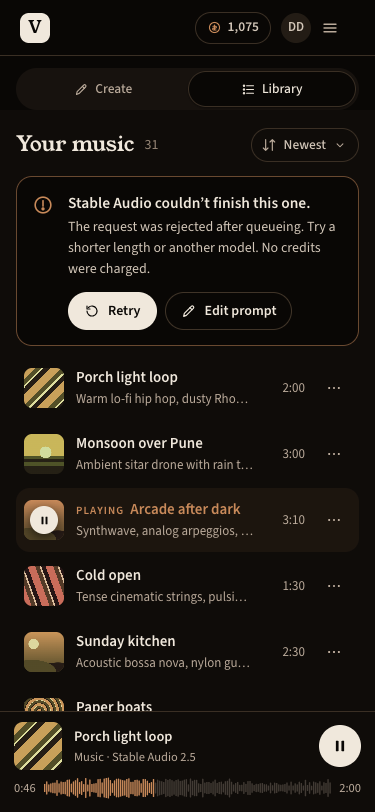 V
1,075
DD
Create
Library
Your music 31
Newest
Stable Audio couldn’t finish this one.
The request was rejected after queueing. Try a
shorter length or another model. No credits
were charged.
Retry
Edit prompt
Porch light loop
Warm lo-fi hip hop, dusty Rho…
2:00
Monsoon over Pune
Ambient sitar drone with rain t…
3:00
PLAYING Arcade after dark
Synthwave, analog arpeggios, …
3:10
Cold open
Tense cinematic strings, pulsi…
1:30
Sunday kitchen
Acoustic bossa nova, nylon gu…
2:30
Paper boats
Porch light loop
Music · Stable Audio 2.5
0:46
2:00